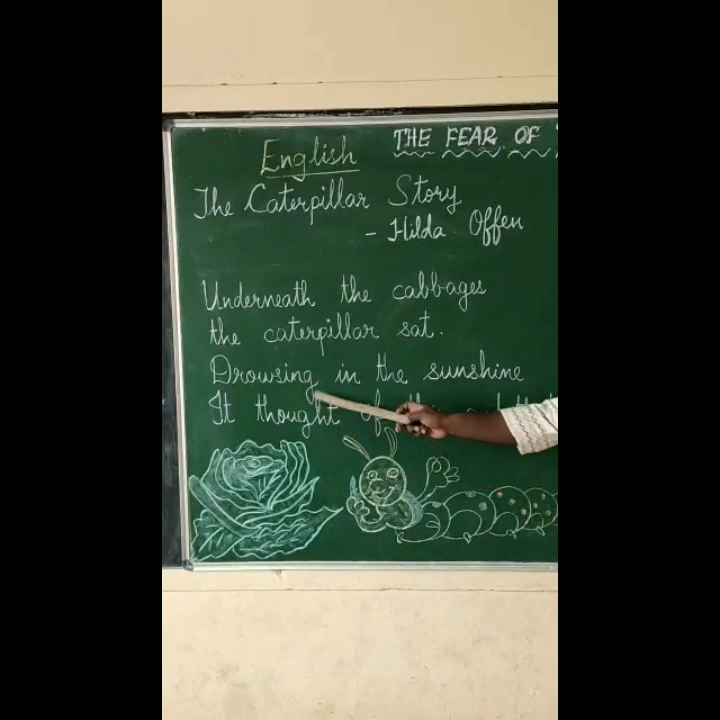 English THE FEAR OF
The Caterpillar Story
- Hilda Offen
Underneath the cabbages
the caterpillar sat.
Drowsing in the sunshine
It thought of